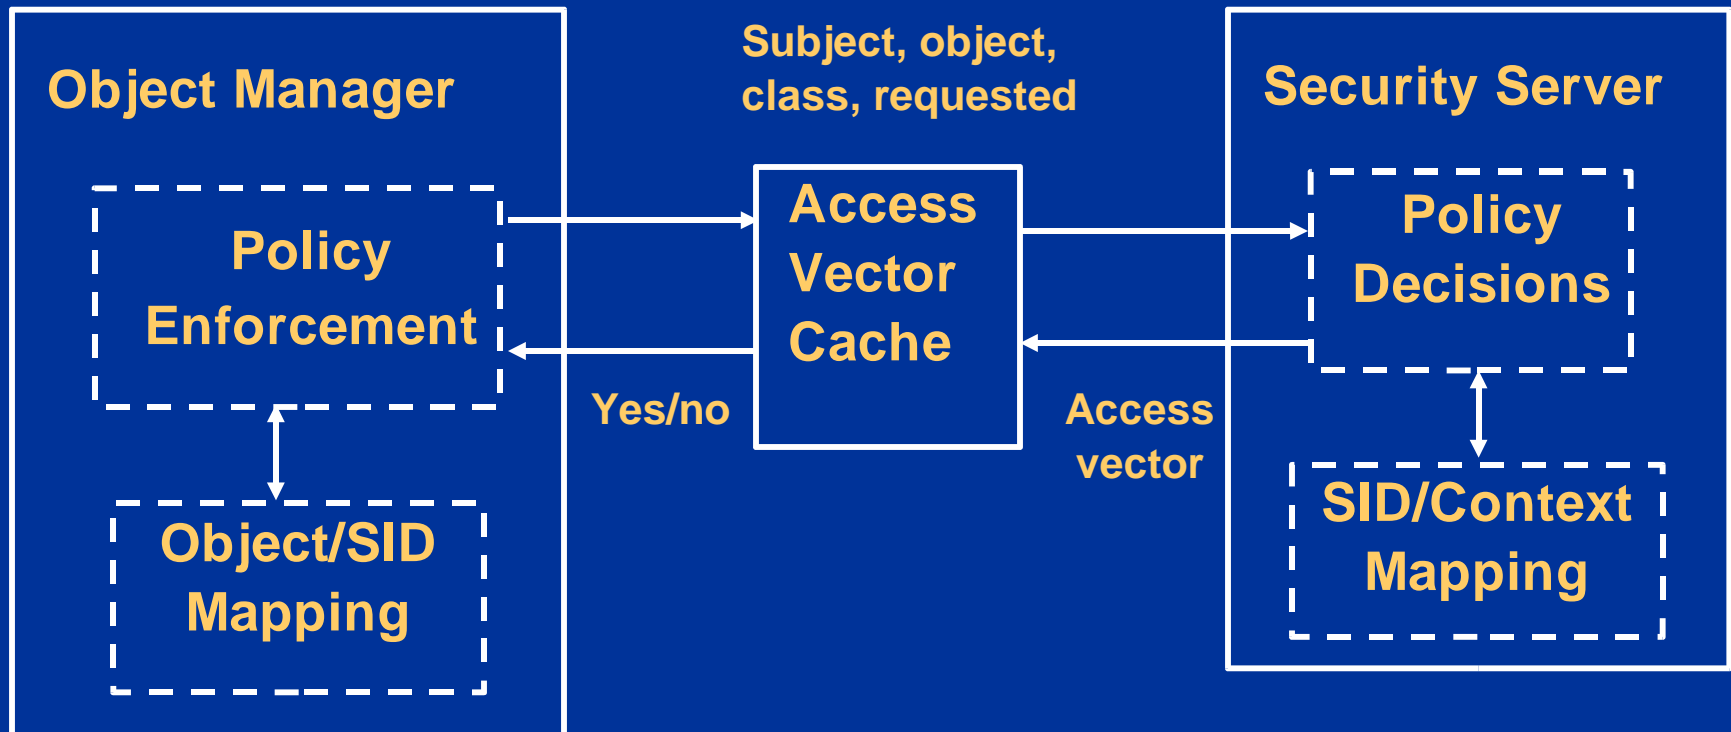 Object Manager
Policy
Enforcement
Object/SID
Mapping
Subject, object,
class, requested
Access
Vector
Cache
Yes/no
Access
vector
Security Server
Policy
Decisions
SID/Context
Mapping